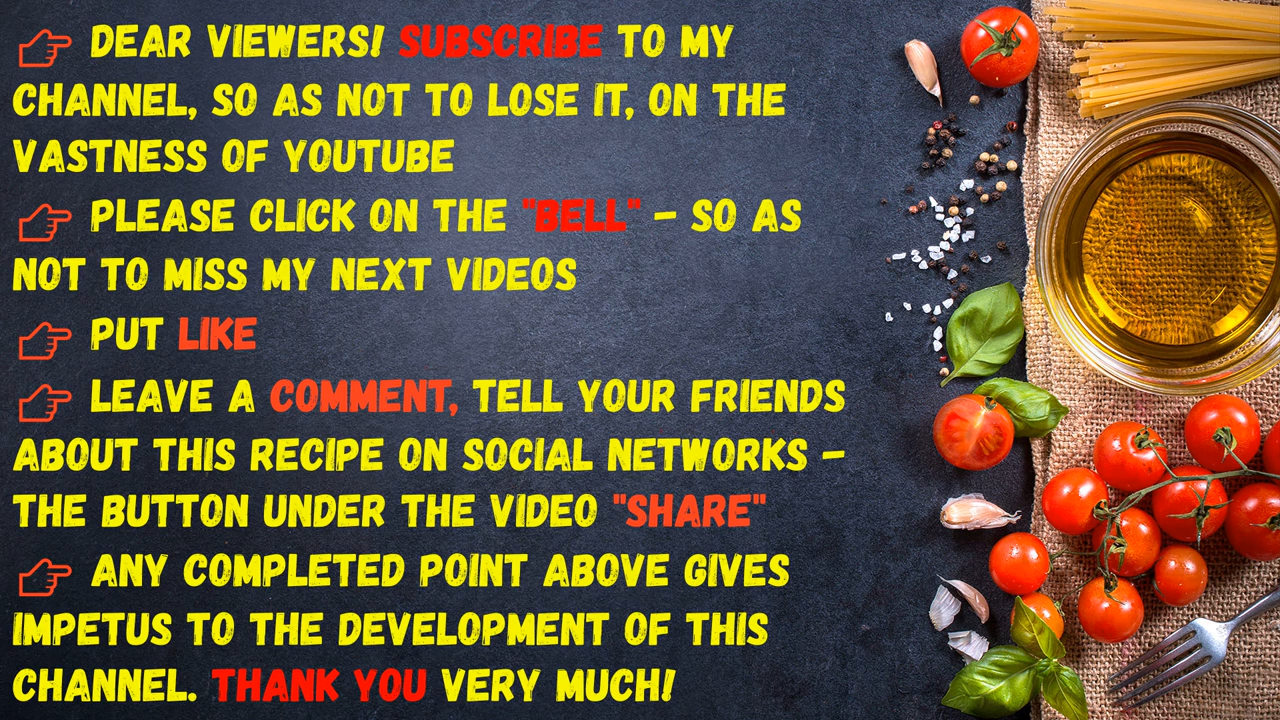 DEAR VIEWERS! SUBSCRIBE TO MY
CHANNEL, SO AS NOT TO LOSE IT, ON THE
VASTNESS OF YOUTUBE
PLEASE CLICK ON THE "BELL" - SO AS
NOT TO MISS MY NEXT VIDEOS
PUT LIKE
LEAVE A COMMENT, TELL YOUR FRIENDS
ABOUT THIS RECIPE ON SOCIAL NETWORKS -
THE BUTTON UNDER THE VIDEO "SHARE"
ANY COMPLETED POINT ABOVE GIVES
IMPETUS TO THE DEVELOPMENT OF THIS
CHANNEL. THANK YOU VERY MUCH!